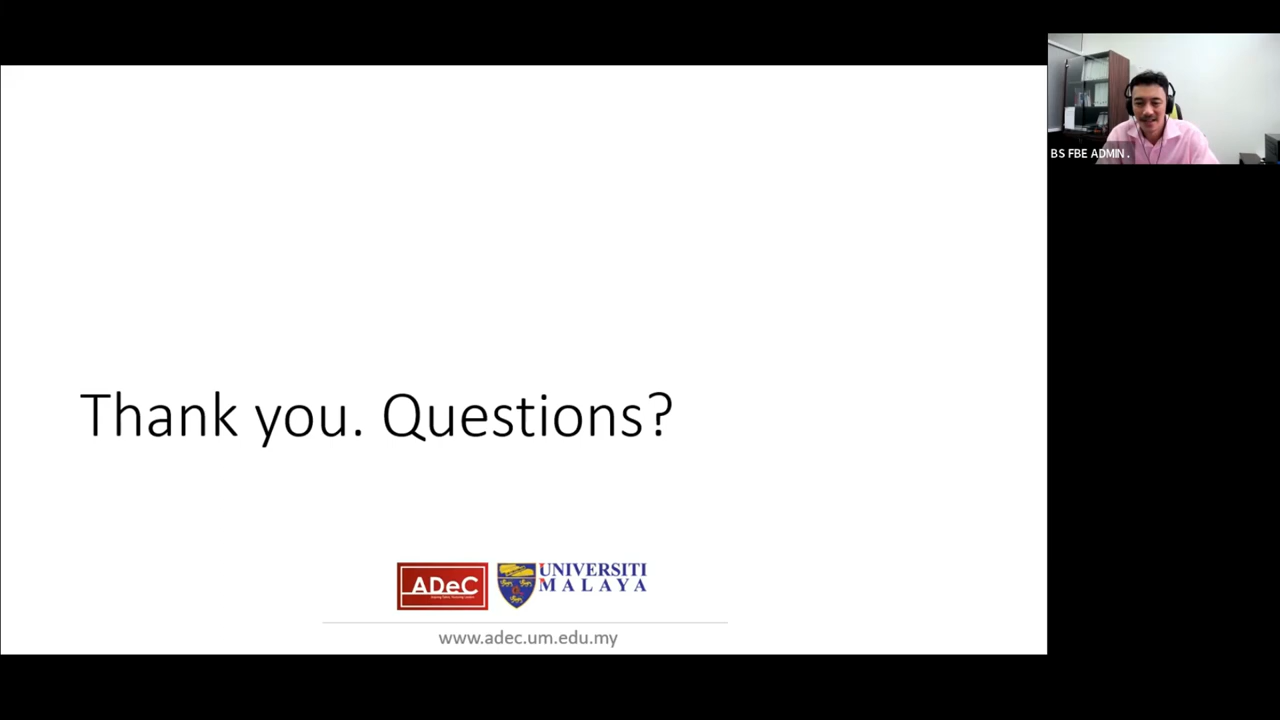 BS FBE ADMIN .
Thank you. Questions?
ADeC
UNIVERSITI
MALAYA
www.adec.um.edu.my